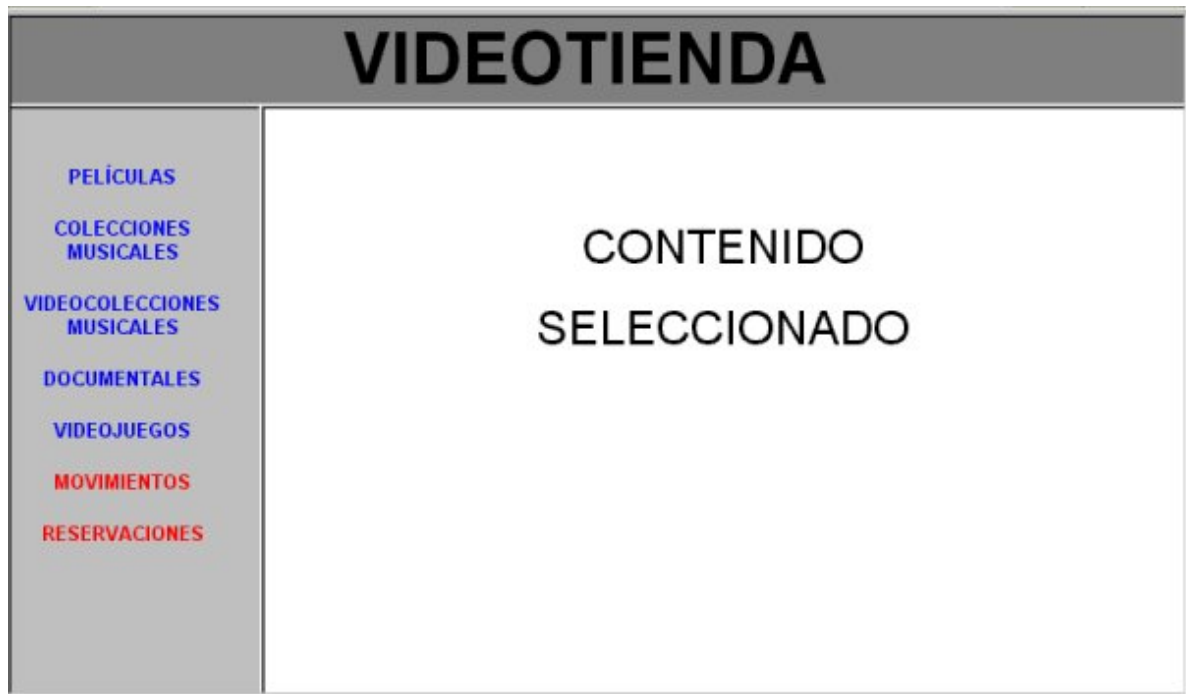 VIDEOTIENDA
PELÍCULAS
COLECCIONES
MUSICALES
VIDEOCOLECCIONES
MUSICALES
DOCUMENTALES
VIDEOJUEGOS
MOVIMIENTOS
RESERVACIONES
CONTENIDO
SELECCIONADO